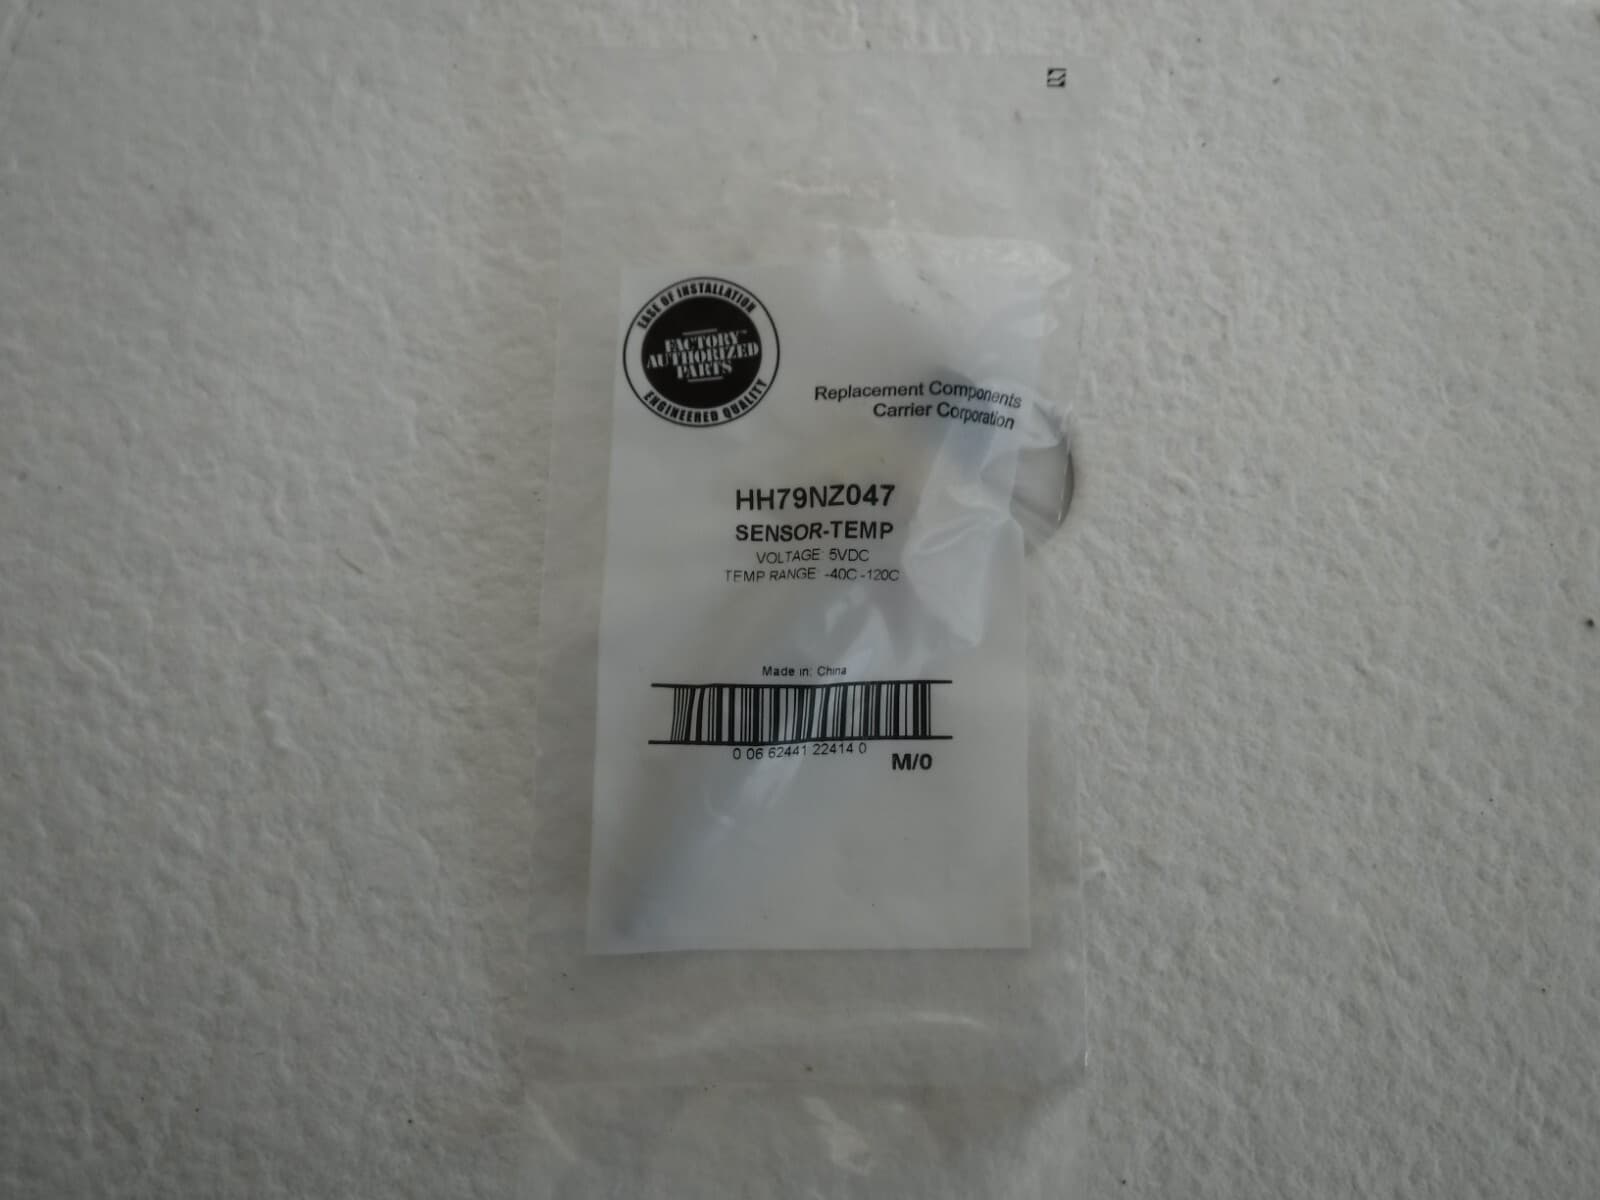 EASE OF INSTALLATION
FACTORY™
AUTHORIZED
PARTS
ENGINEERED QUALITY
Replacement Components
Carrier Corporation
HH79NZ047
SENSOR-TEMP
VOLTAGE: 5VDC
TEMP RANGE: -40C -120C
Made in: China
0 06 62441 22414 0
M/0